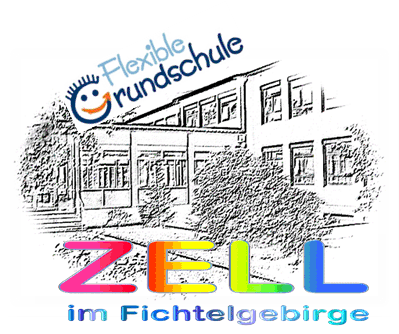 Flexible
Grundschule
ZELL
im Fichtelgebirge